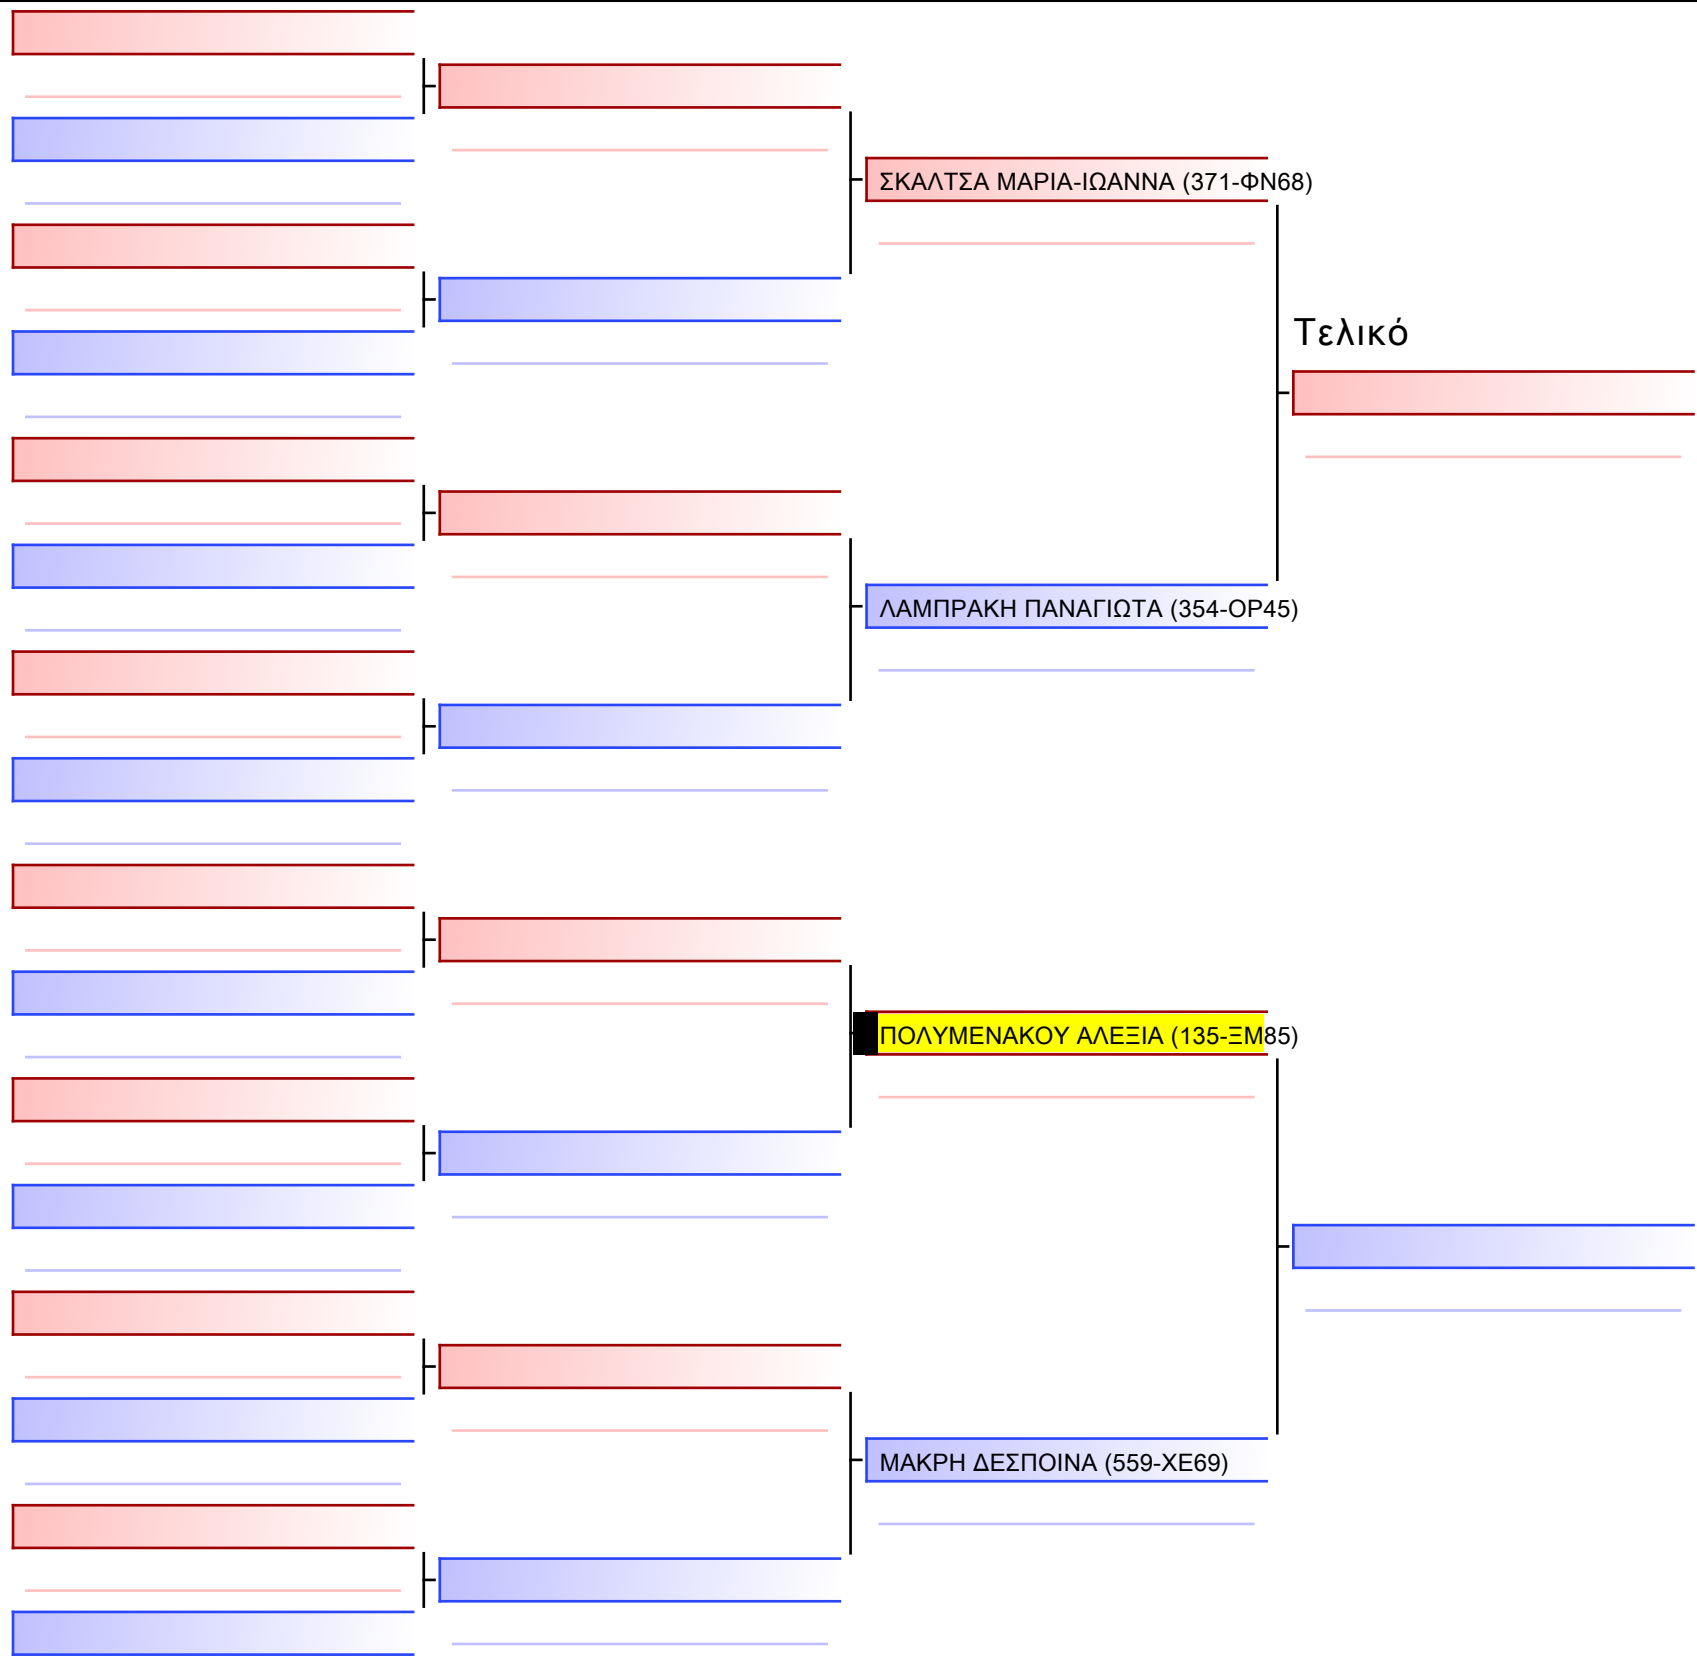 ΣΚΑΛΤΣΑ ΜΑΡΙΑ-ΙΩΑΝΝΑ (371-ΦΝ68)
Τελικό
ΛΑΜΠΡΑΚΗ ΠΑΝΑΓΙΩΤΑ (354-ΟΡ45)
ΠΟΛΥΜΕΝΑΚΟΥ ΑΛΕΞΙΑ (135-ΞΜ85)
ΜΑΚΡΗ ΔΕΣΠΟΙΝΑ (559-ΧΕ69)